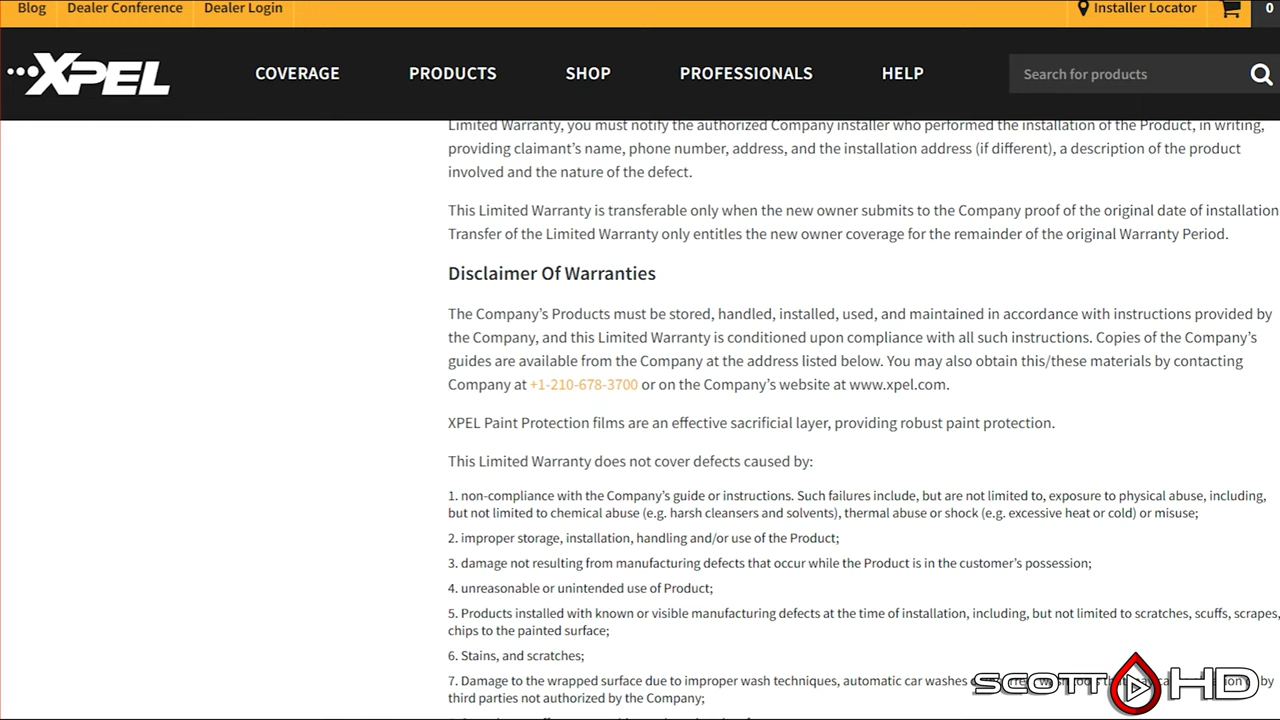 Blog Dealer Conference Dealer Login Installer Locator 0
XPEL COVERAGE PRODUCTS SHOP PROFESSIONALS HELP Search for products
Limited Warranty, you must notify the authorized Company installer who performed the installation of the Product, in writing,
providing claimant’s name, phone number, address, and the installation address (if different), a description of the product
involved and the nature of the defect.
This Limited Warranty is transferable only when the new owner submits to the Company proof of the original date of installation
Transfer of the Limited Warranty only entitles the new owner coverage for the remainder of the original Warranty Period.
Disclaimer Of Warranties
The Company’s Products must be stored, handled, installed, used, and maintained in accordance with instructions provided by
the Company, and this Limited Warranty is conditioned upon compliance with all such instructions. Copies of the Company’s
guides are available from the Company at the address listed below. You may also obtain this/these materials by contacting
Company at +1-210-678-3700 or on the Company’s website at www.xpel.com.
XPEL Paint Protection films are an effective sacrificial layer, providing robust paint protection.
This Limited Warranty does not cover defects caused by:
1. non-compliance with the Company’s guide or instructions. Such failures include, but are not limited to, exposure to physical abuse, including,
but not limited to chemical abuse (e.g. harsh cleansers and solvents), thermal abuse or shock (e.g. excessive heat or cold) or misuse;
2. improper storage, installation, handling and/or use of the Product;
3. damage not resulting from manufacturing defects that occur while the Product is in the customer’s possession;
4. unreasonable or unintended use of Product;
5. Products installed with known or visible manufacturing defects at the time of installation, including, but not limited to scratches, scuffs, scrapes,
chips to the painted surface;
6. Stains, and scratches;
7. Damage to the wrapped surface due to improper wash techniques, automatic car washes by
third parties not authorized by the Company;
SCOTT HD